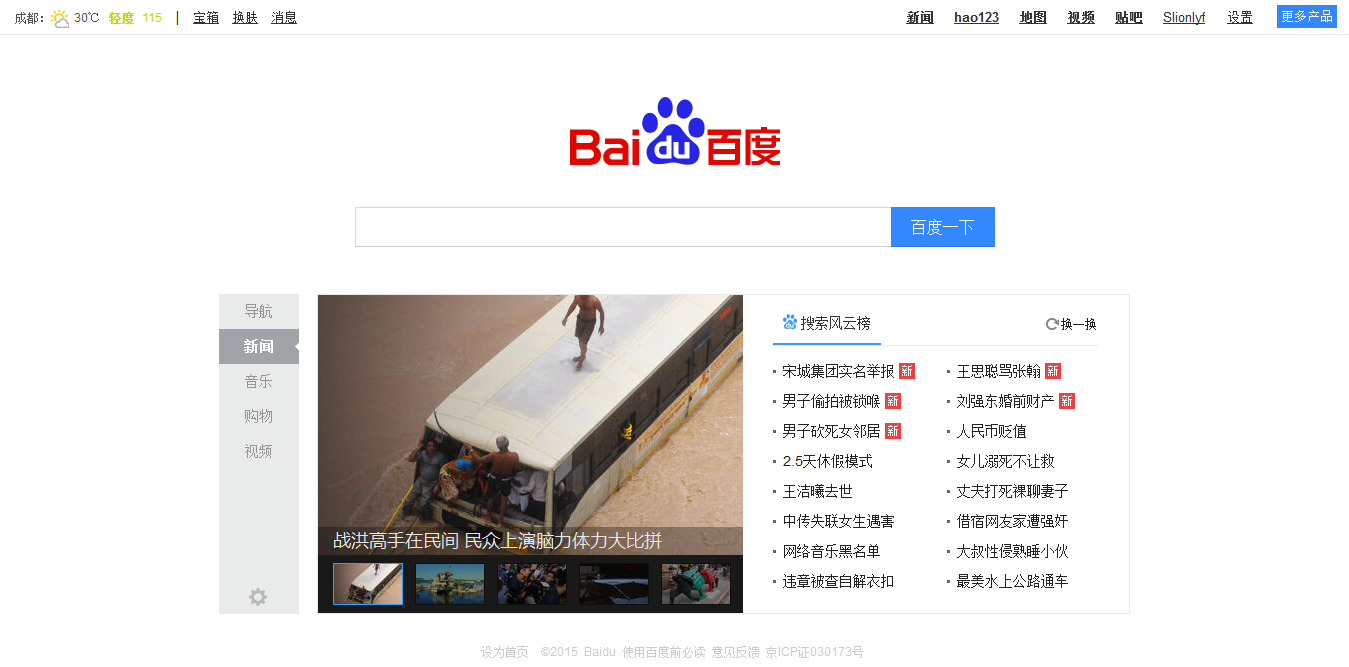 成都: 30℃ 轻度 115 | 宝箱 换肤 消息 新闻 hao123 地图 视频 贴吧 Slionlyf 设置 更多产品
Bai du 百度
百度一下
导航
新闻
音乐
购物
视频
战洪高手在民间 民众上演脑力体力大比拼
搜索风云榜 换一换
宋城集团实名举报 新 王思聪骂张翰 新
男子偷拍被锁喉 新 刘强东婚前财产 新
男子砍死女邻居 新 人民币贬值
2.5天休假模式 女儿溺死不让救
王洁曦去世 丈夫打死裸聊妻子
中传失联女生遇害 借宿网友家遭强奸
网络音乐黑名单 大叔性侵熟睡小伙
违章被查自解衣扣 最美水上公路通车
设为首页 ©2015 Baidu 使用百度前必读 意见反馈 京ICP证030173号